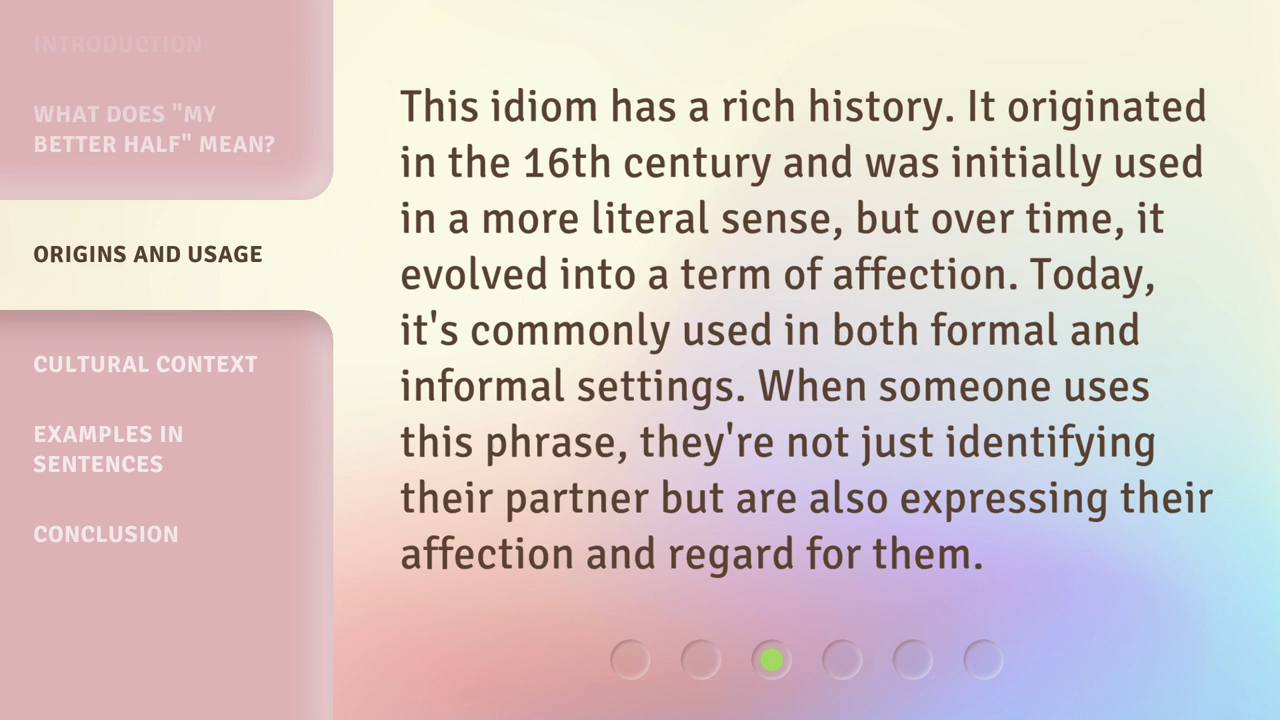 INTRODUCTION
WHAT DOES "MY
BETTER HALF" MEAN?
ORIGINS AND USAGE
CULTURAL CONTEXT
EXAMPLES IN
SENTENCES
CONCLUSION
This idiom has a rich history. It originated
in the 16th century and was initially used
in a more literal sense, but over time, it
evolved into a term of affection. Today,
it's commonly used in both formal and
informal settings. When someone uses
this phrase, they're not just identifying
their partner but are also expressing their
affection and regard for them.